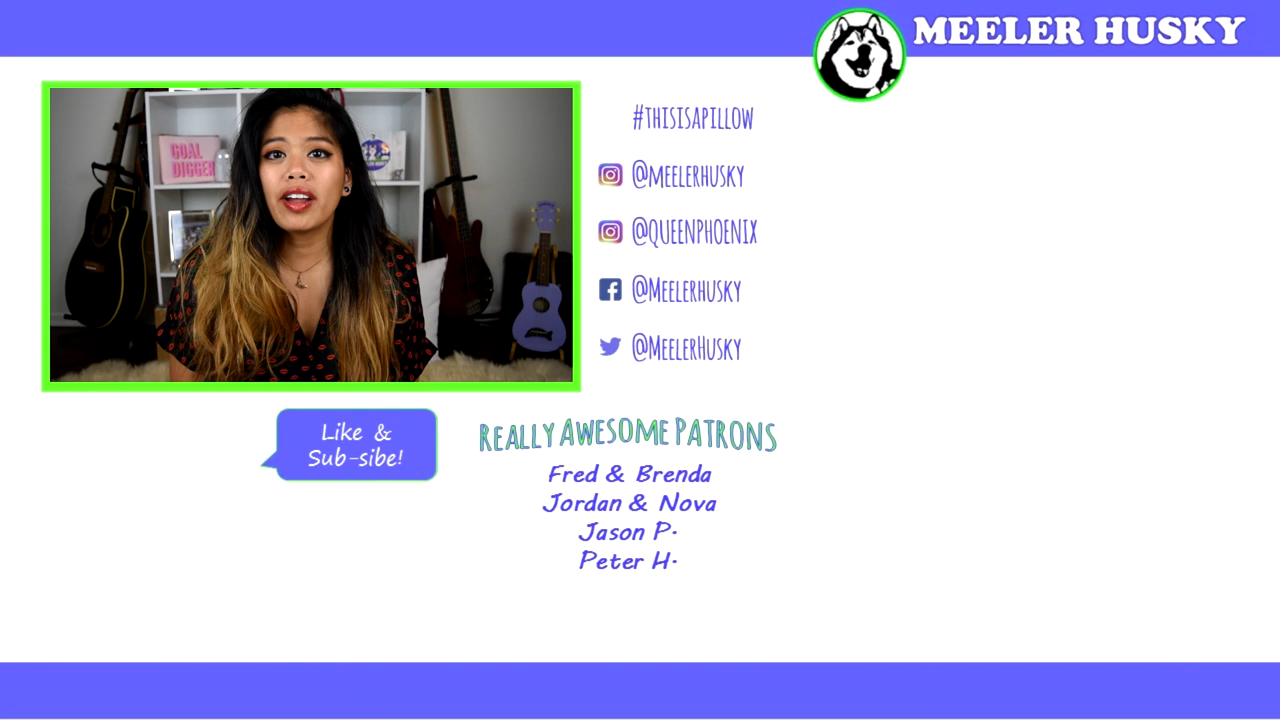 MEELER HUSKY
GOAL
DIGGER
#THISISAPILLOW
@MEELERHUSKY
@QUEENPHOENIX
@MEELERHUSKY
@MEELERHUSKY
Like &
Sub-sibe!
REALLY AWESOME PATRONS
Fred & Brenda
Jordan & Nova
Jason P.
Peter H.